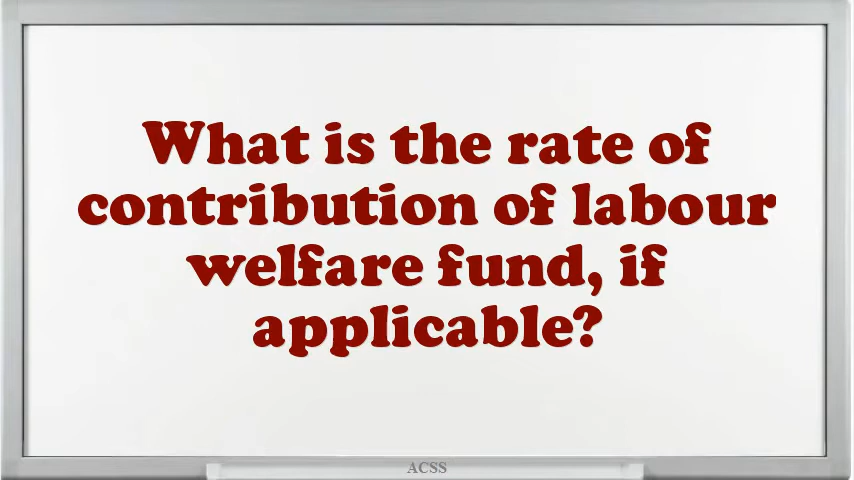 What is the rate of
contribution of labour
welfare fund, if
applicable?
ACSS